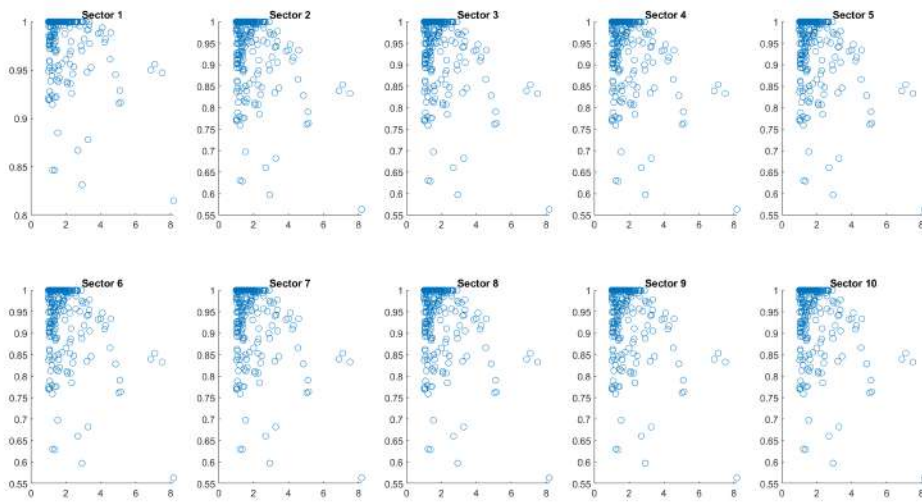 Sector 1 Sector 2 Sector 3 Sector 4 Sector 5
1 1 1 1 1
0.95 0.95 0.95 0.95
0.9 0.9 0.9 0.9
0.95 0.85 0.85 0.85 0.85
0.8 0.8 0.8 0.8
0.9 0.75 0.75 0.75 0.75
0.7 0.7 0.7 0.7
0.85 0.65 0.65 0.65 0.65
0.6 0.6 0.6 0.6
0.8 0.55 0.55 0.55 0.55
0 2 4 6 8 0 2 4 6 8 0 2 4 6 8 0 2 4 6 8 0 2 4 6 8
Sector 6 Sector 7 Sector 8 Sector 9 Sector 10
1 1 1 1 1
0.95 0.95 0.95 0.95 0.95
0.9 0.9 0.9 0.9 0.9
0.85 0.85 0.85 0.85 0.85
0.8 0.8 0.8 0.8 0.8
0.75 0.75 0.75 0.75 0.75
0.7 0.7 0.7 0.7 0.7
0.65 0.65 0.65 0.65 0.65
0.6 0.6 0.6 0.6 0.6
0.55 0.55 0.55 0.55 0.55
0 2 4 6 8 0 2 4 6 8 0 2 4 6 8 0 2 4 6 8 0 2 4 6 8